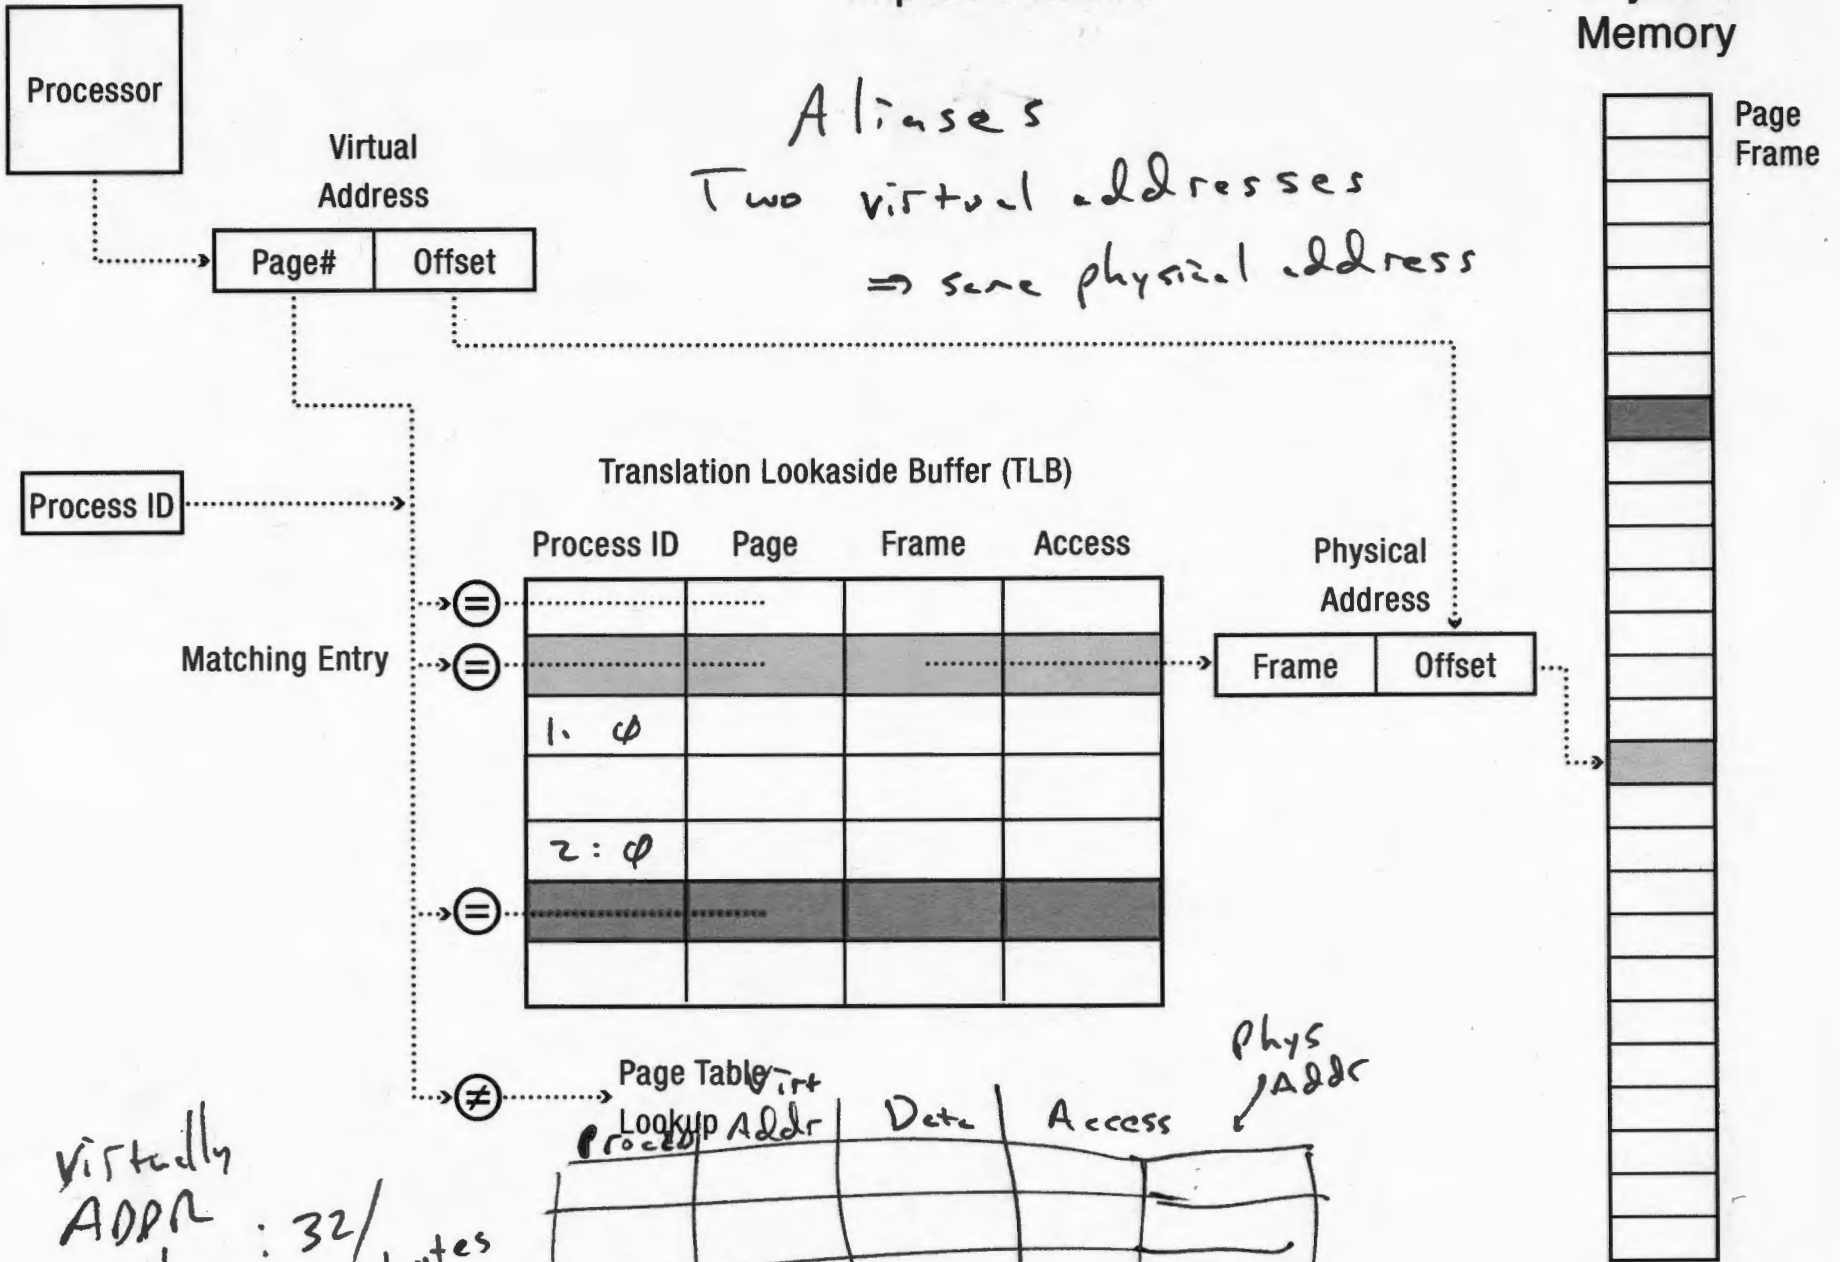 Memory
Processor
Page
Frame
Aliases
Virtual
Address
Two virtual addresses
Page#
Offset
⇒ same physical address
Translation Lookaside Buffer (TLB)
Process ID
Process ID
Page
Frame
Access
Physical
Address
Matching Entry
=
=
Frame
Offset
1. φ
2: φ
=
≠
Page Table
Lookup
Phys
Addr
Virt
Addr
Data
Access
Virtually
ADDR
: 32/